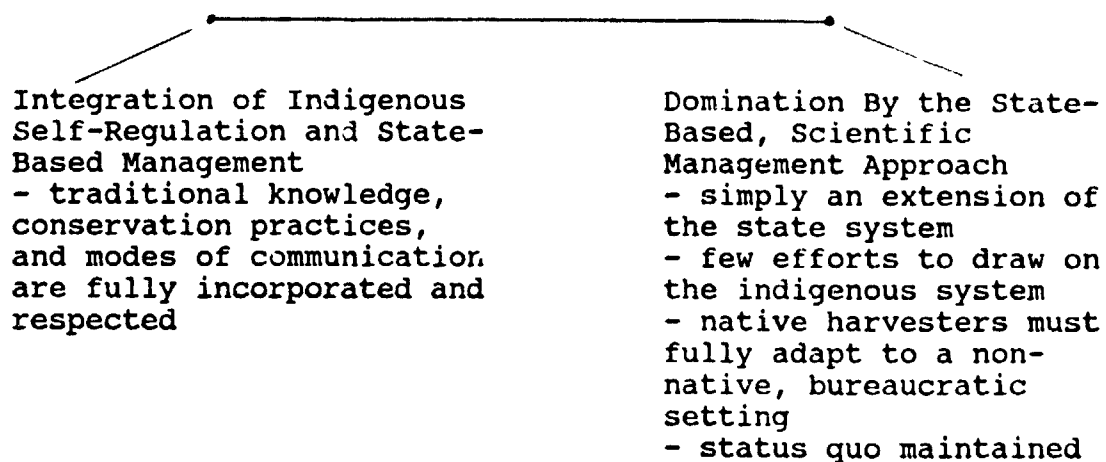 Integration of Indigenous
Self-Regulation and State-
Based Management
- traditional knowledge,
conservation practices,
and modes of communication
are fully incorporated and
respected
Domination By the State-
Based, Scientific
Management Approach
- simply an extension of
the state system
- few efforts to draw on
the indigenous system
- native harvesters must
fully adapt to a non-
native, bureaucratic
setting
- status quo maintained